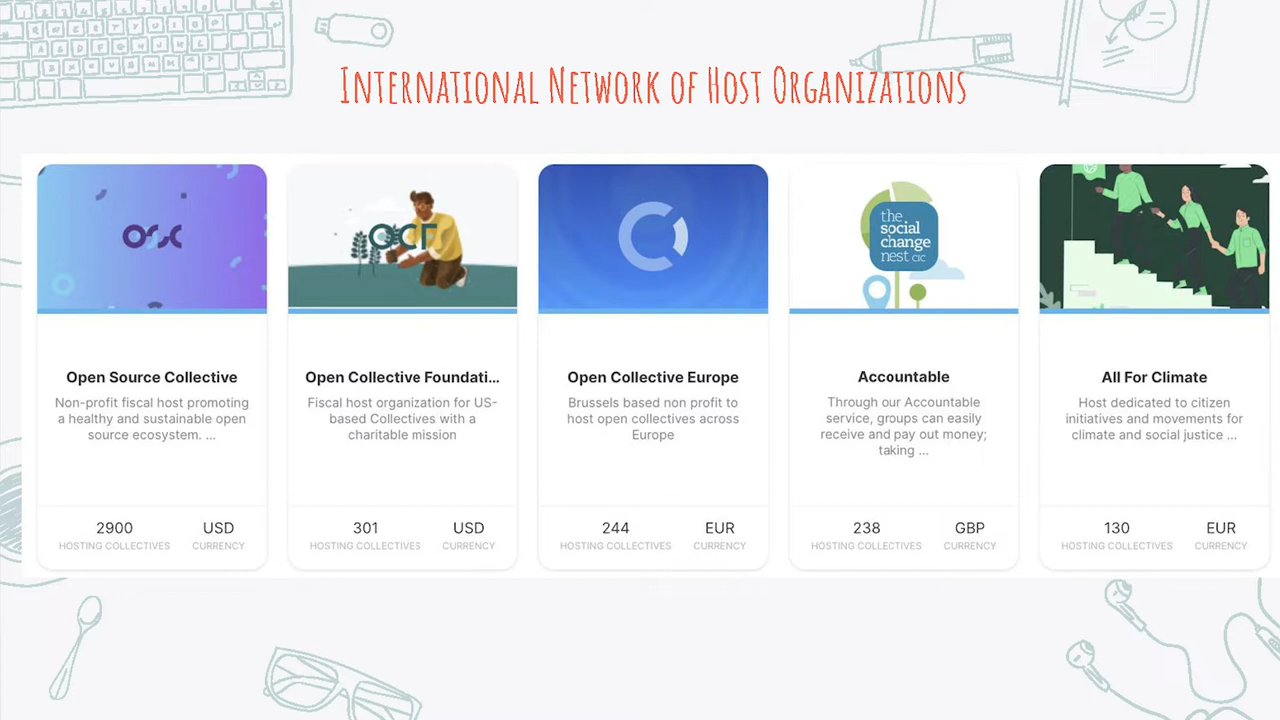 International Network of Host Organizations
OSC
OCF
the
social
change
nest CIC
Open Source Collective
Non-profit fiscal host promoting
a healthy and sustainable open
source ecosystem. ...
2900
USD
HOSTING COLLECTIVES
CURRENCY
Open Collective Foundati...
Fiscal host organization for US-
based Collectives with a
charitable mission
301
USD
HOSTING COLLECTIVES
CURRENCY
Open Collective Europe
Brussels based non profit to
host open collectives across
Europe
244
EUR
HOSTING COLLECTIVES
CURRENCY
Accountable
Through our Accountable
service, groups can easily
receive and pay out money;
taking ...
238
GBP
HOSTING COLLECTIVES
CURRENCY
All For Climate
Host dedicated to citizen
initiatives and movements for
climate and social justice ...
130
EUR
HOSTING COLLECTIVES
CURRENCY